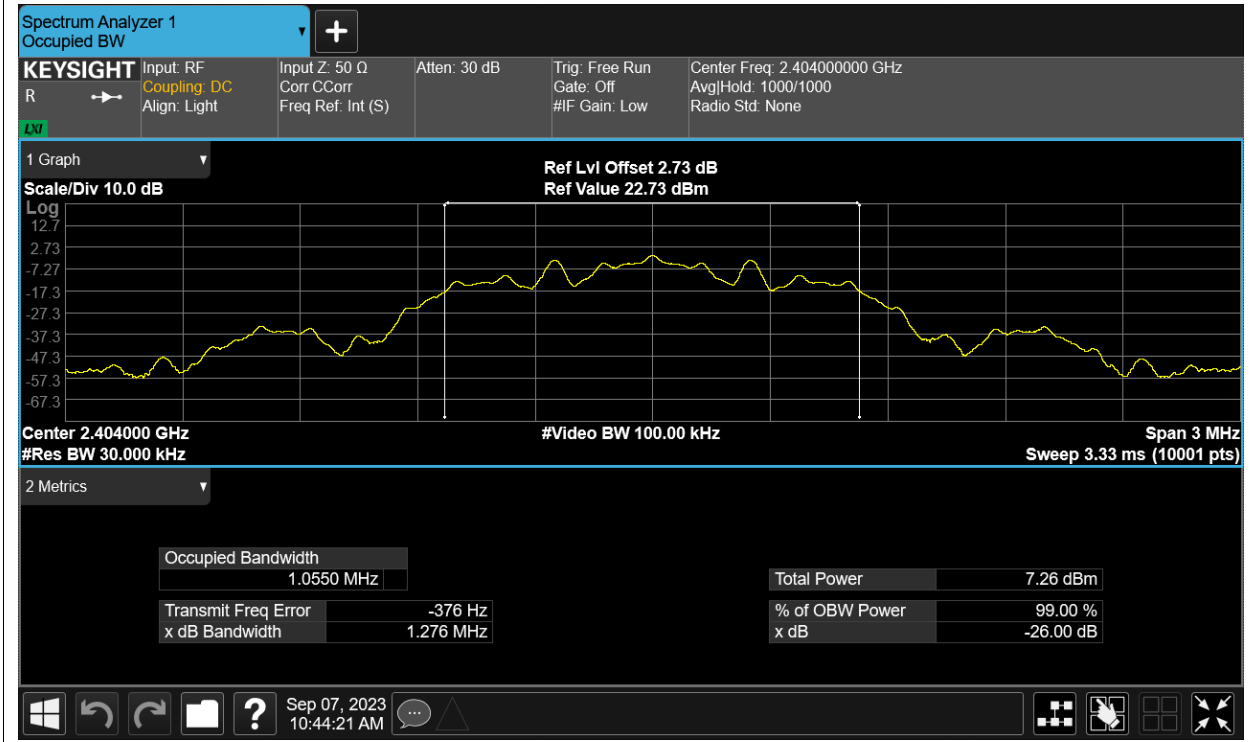 Spectrum Analyzer 1
Occupied BW
KEYSIGHT
R
LXI
Input: RF
Coupling: DC
Align: Light
Input Z: 50 Ω
Corr CCorr
Freq Ref: Int (S)
Atten: 30 dB
Trig: Free Run
Gate: Off
#IF Gain: Low
Center Freq: 2.404000000 GHz
Avg|Hold: 1000/1000
Radio Std: None
1 Graph
Scale/Div 10.0 dB
Ref Lvl Offset 2.73 dB
Ref Value 22.73 dBm
Log
12.7
2.73
-7.27
-17.3
-27.3
-37.3
-47.3
-57.3
-67.3
Center 2.404000 GHz
#Video BW 100.00 kHz
Span 3 MHz
#Res BW 30.000 kHz
Sweep 3.33 ms (10001 pts)
2 Metrics
Occupied Bandwidth
1.0550 MHz
Total Power 7.26 dBm
Transmit Freq Error -376 Hz
% of OBW Power 99.00 %
x dB Bandwidth 1.276 MHz
x dB -26.00 dB
?
Sep 07, 2023
10:44:21 AM